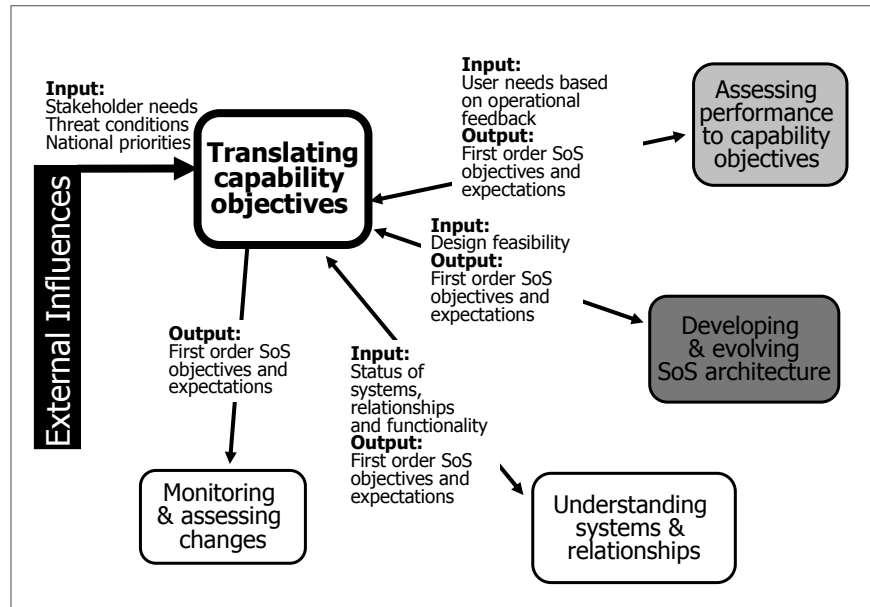 Input:
Stakeholder needs
Threat conditions
National priorities
External Influences
Translating
capability
objectives
Input:
User needs based
on operational
feedback
Output:
First order SoS
objectives and
expectations
Assessing
performance
to capability
objectives
Input:
Design feasibility
Output:
First order SoS
objectives and
expectations
Developing
& evolving
SoS architecture
Output:
First order SoS
objectives and
expectations
Input:
Status of
systems,
relationships
and functionality
Output:
First order SoS
objectives and
expectations
Monitoring
& assessing
changes
Understanding
systems &
relationships